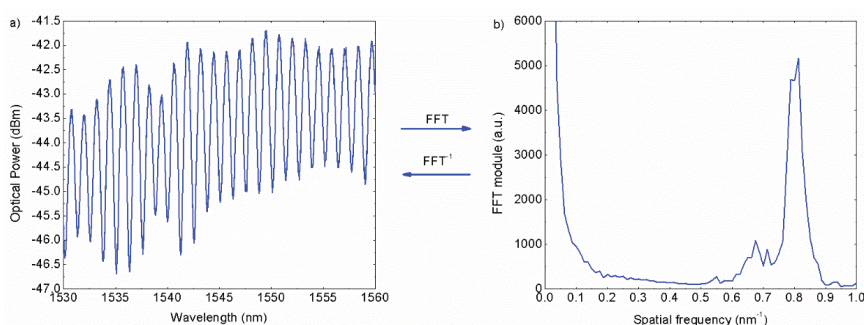 a)
-41.5
-42.0
-42.5
-43.0
-43.5
-44.0
-44.5
-45.0
-45.5
-46.0
-46.5
-47.0
Optical Power (dBm)
1530 1535 1540 1545 1550 1555 1560
Wavelength (nm)
FFT
FFT-1
b)
6000
5000
4000
3000
2000
1000
0
FFT module (a.u.)
0.0 0.1 0.2 0.3 0.4 0.5 0.6 0.7 0.8 0.9 1.0
Spatial frequency (nm-1)